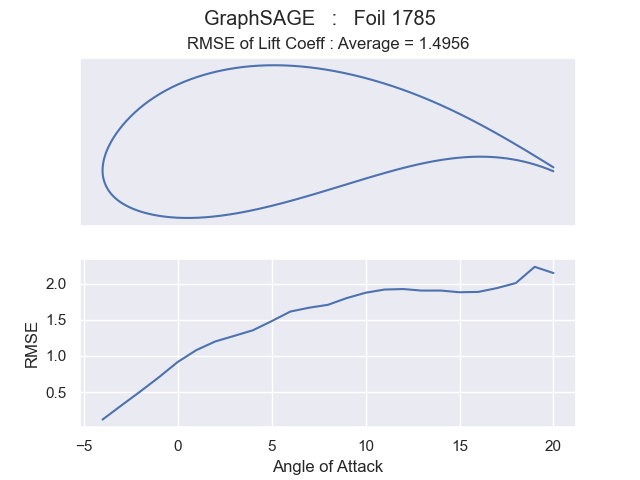 GraphSAGE   :   Foil 1785
RMSE of Lift Coeff : Average = 1.4956
2.0
1.5
1.0
0.5
RMSE
−5 0 5 10 15 20
Angle of Attack